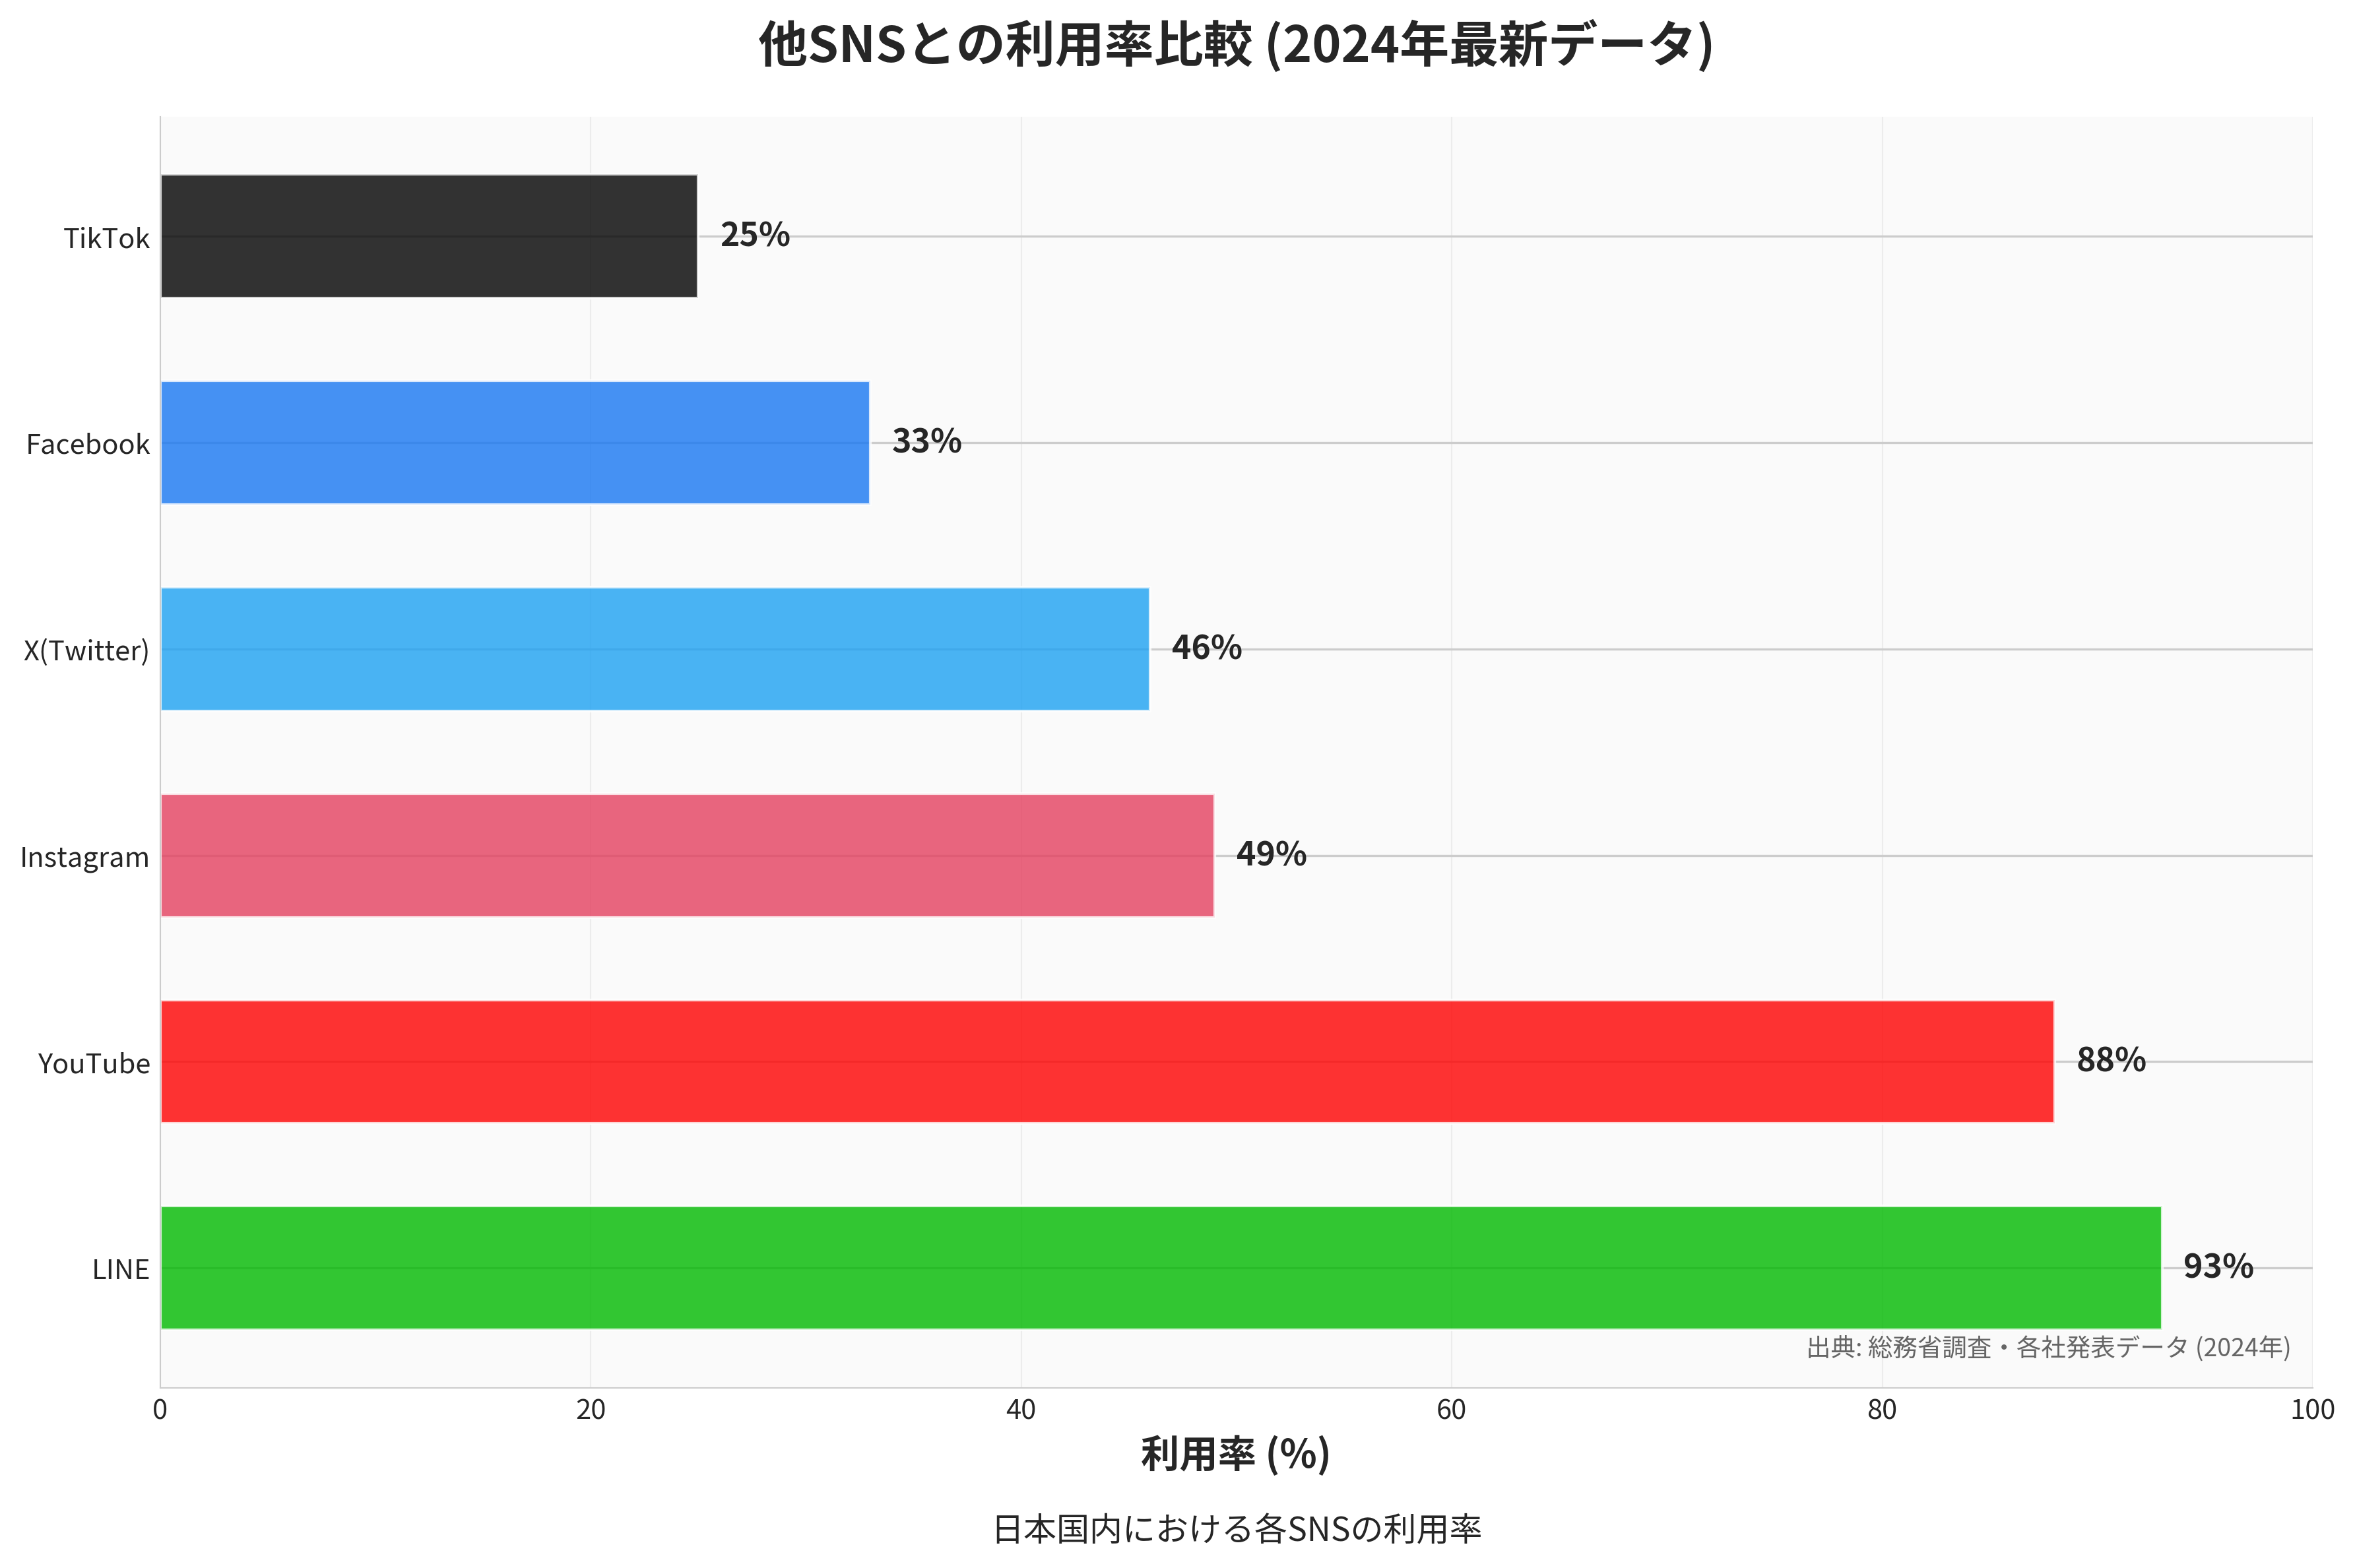 他SNSとの利用率比較 (2024年最新データ)
TikTok
25%
Facebook
33%
X(Twitter)
46%
Instagram
49%
YouTube
88%
LINE
93%
出典: 総務省調査・各社発表データ (2024年)
0 20 40 60 80 100
利用率 (%)
日本国内における各SNSの利用率